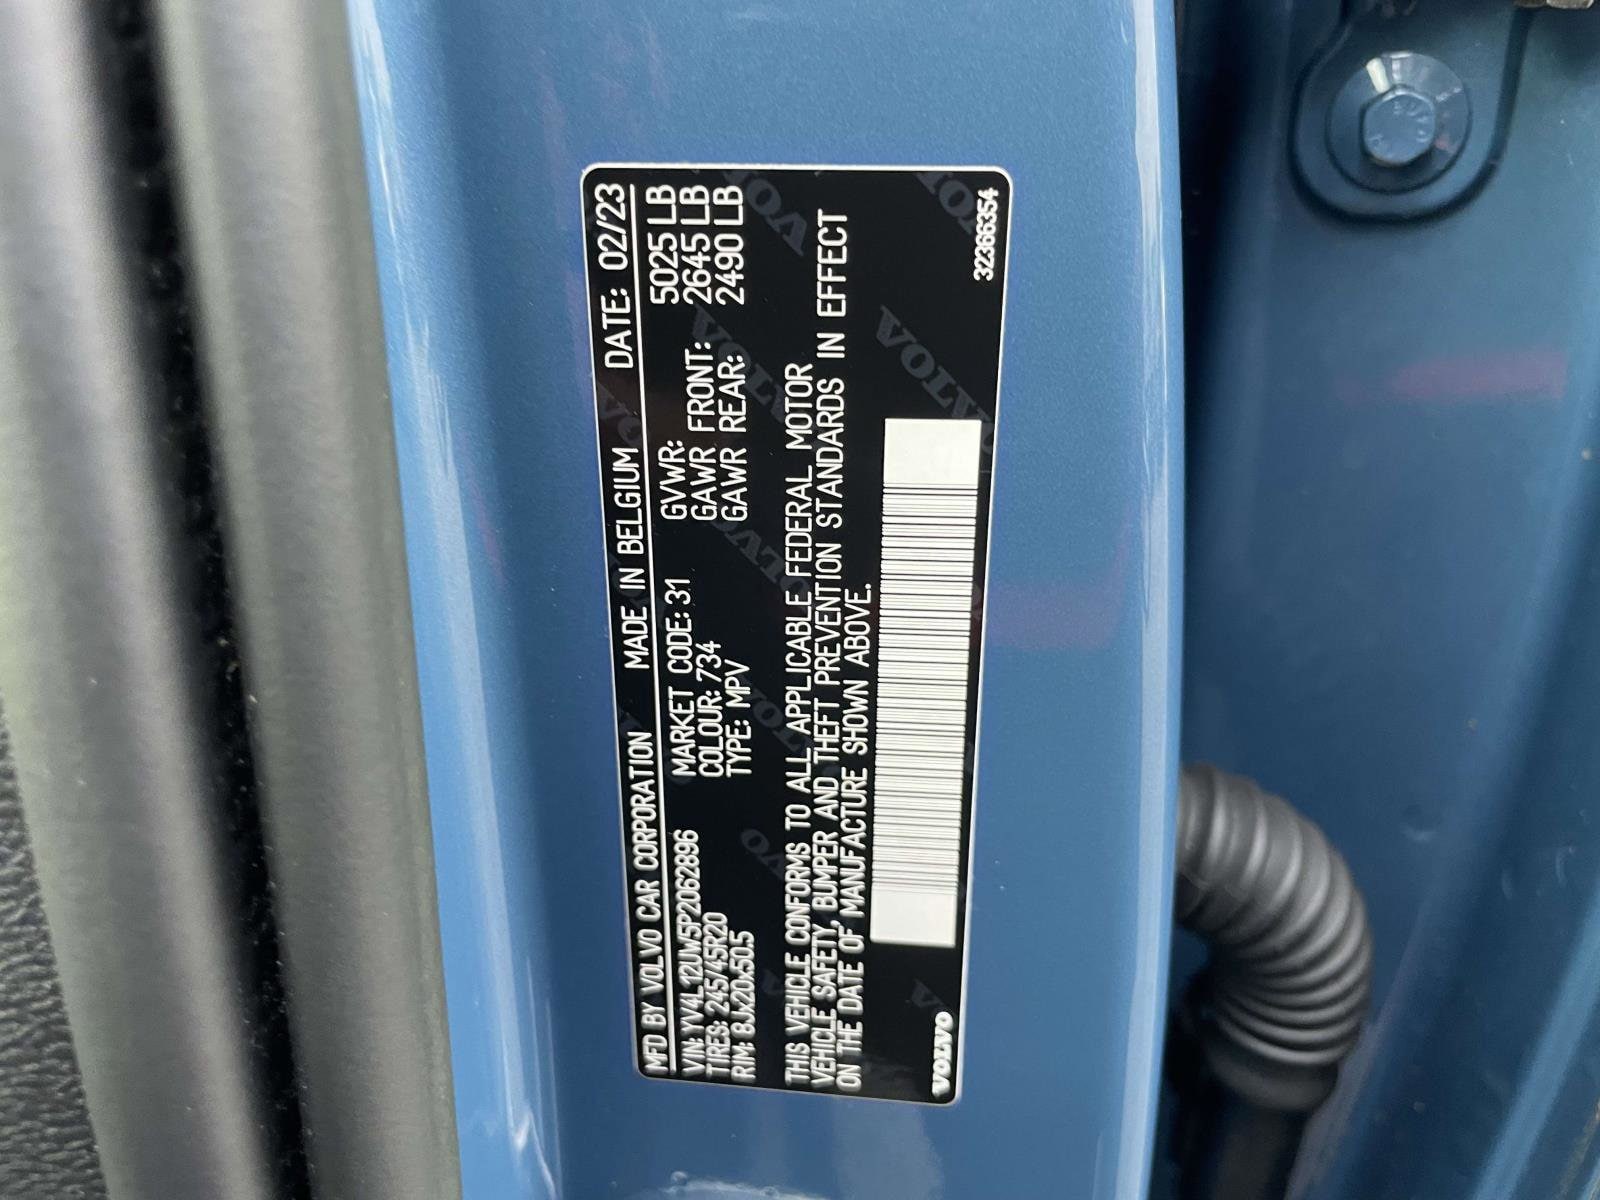 MFD BY VOLVO CAR CORPORATION MADE IN BELGIUM DATE: 02/23
VIN: YV4L12UW5P2062896 MARKET CODE: 31 GVWR: 5025 LB
TIRES: 245/45R20 COLOUR: 734 GAWR FRONT: 2645 LB
RIM: 8Jx20x50.5 TYPE: MPV GAWR REAR: 2490 LB
THIS VEHICLE CONFORMS TO ALL APPLICABLE FEDERAL MOTOR
VEHICLE SAFETY, BUMPER AND THEFT PREVENTION STANDARDS IN EFFECT
ON THE DATE OF MANUFACTURE SHOWN ABOVE.
VOLVO 32366354